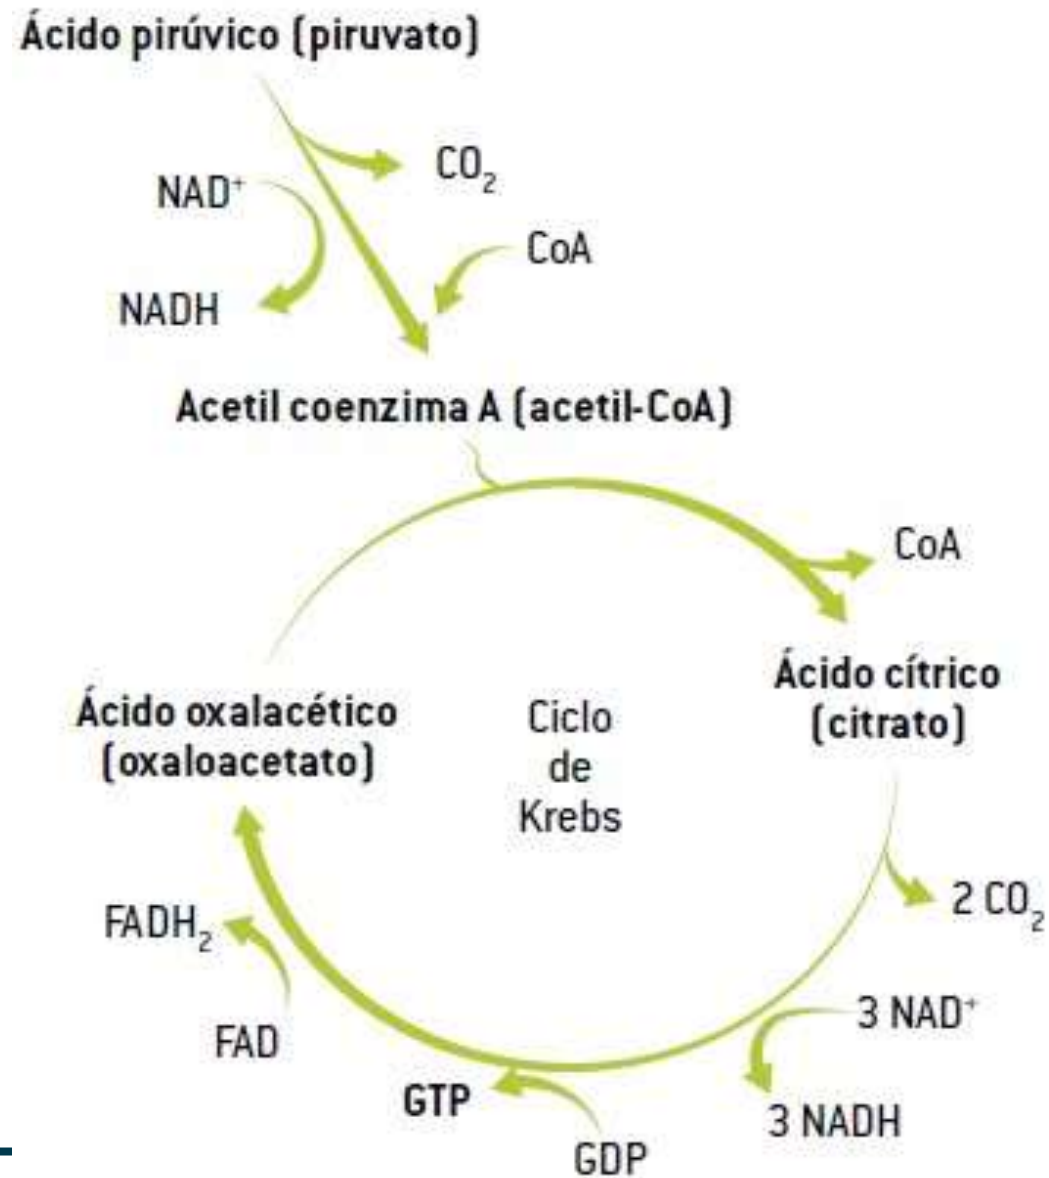 Ácido pirúvico (piruvato)
CO₂
NAD⁺
CoA
NADH
Acetil coenzima A (acetil-CoA)
CoA
Ácido cítrico
(citrato)
Ácido oxalacético
(oxaloacetato)
Ciclo
de
Krebs
2 CO₂
FADH₂
3 NAD⁺
FAD
GTP
3 NADH
GDP